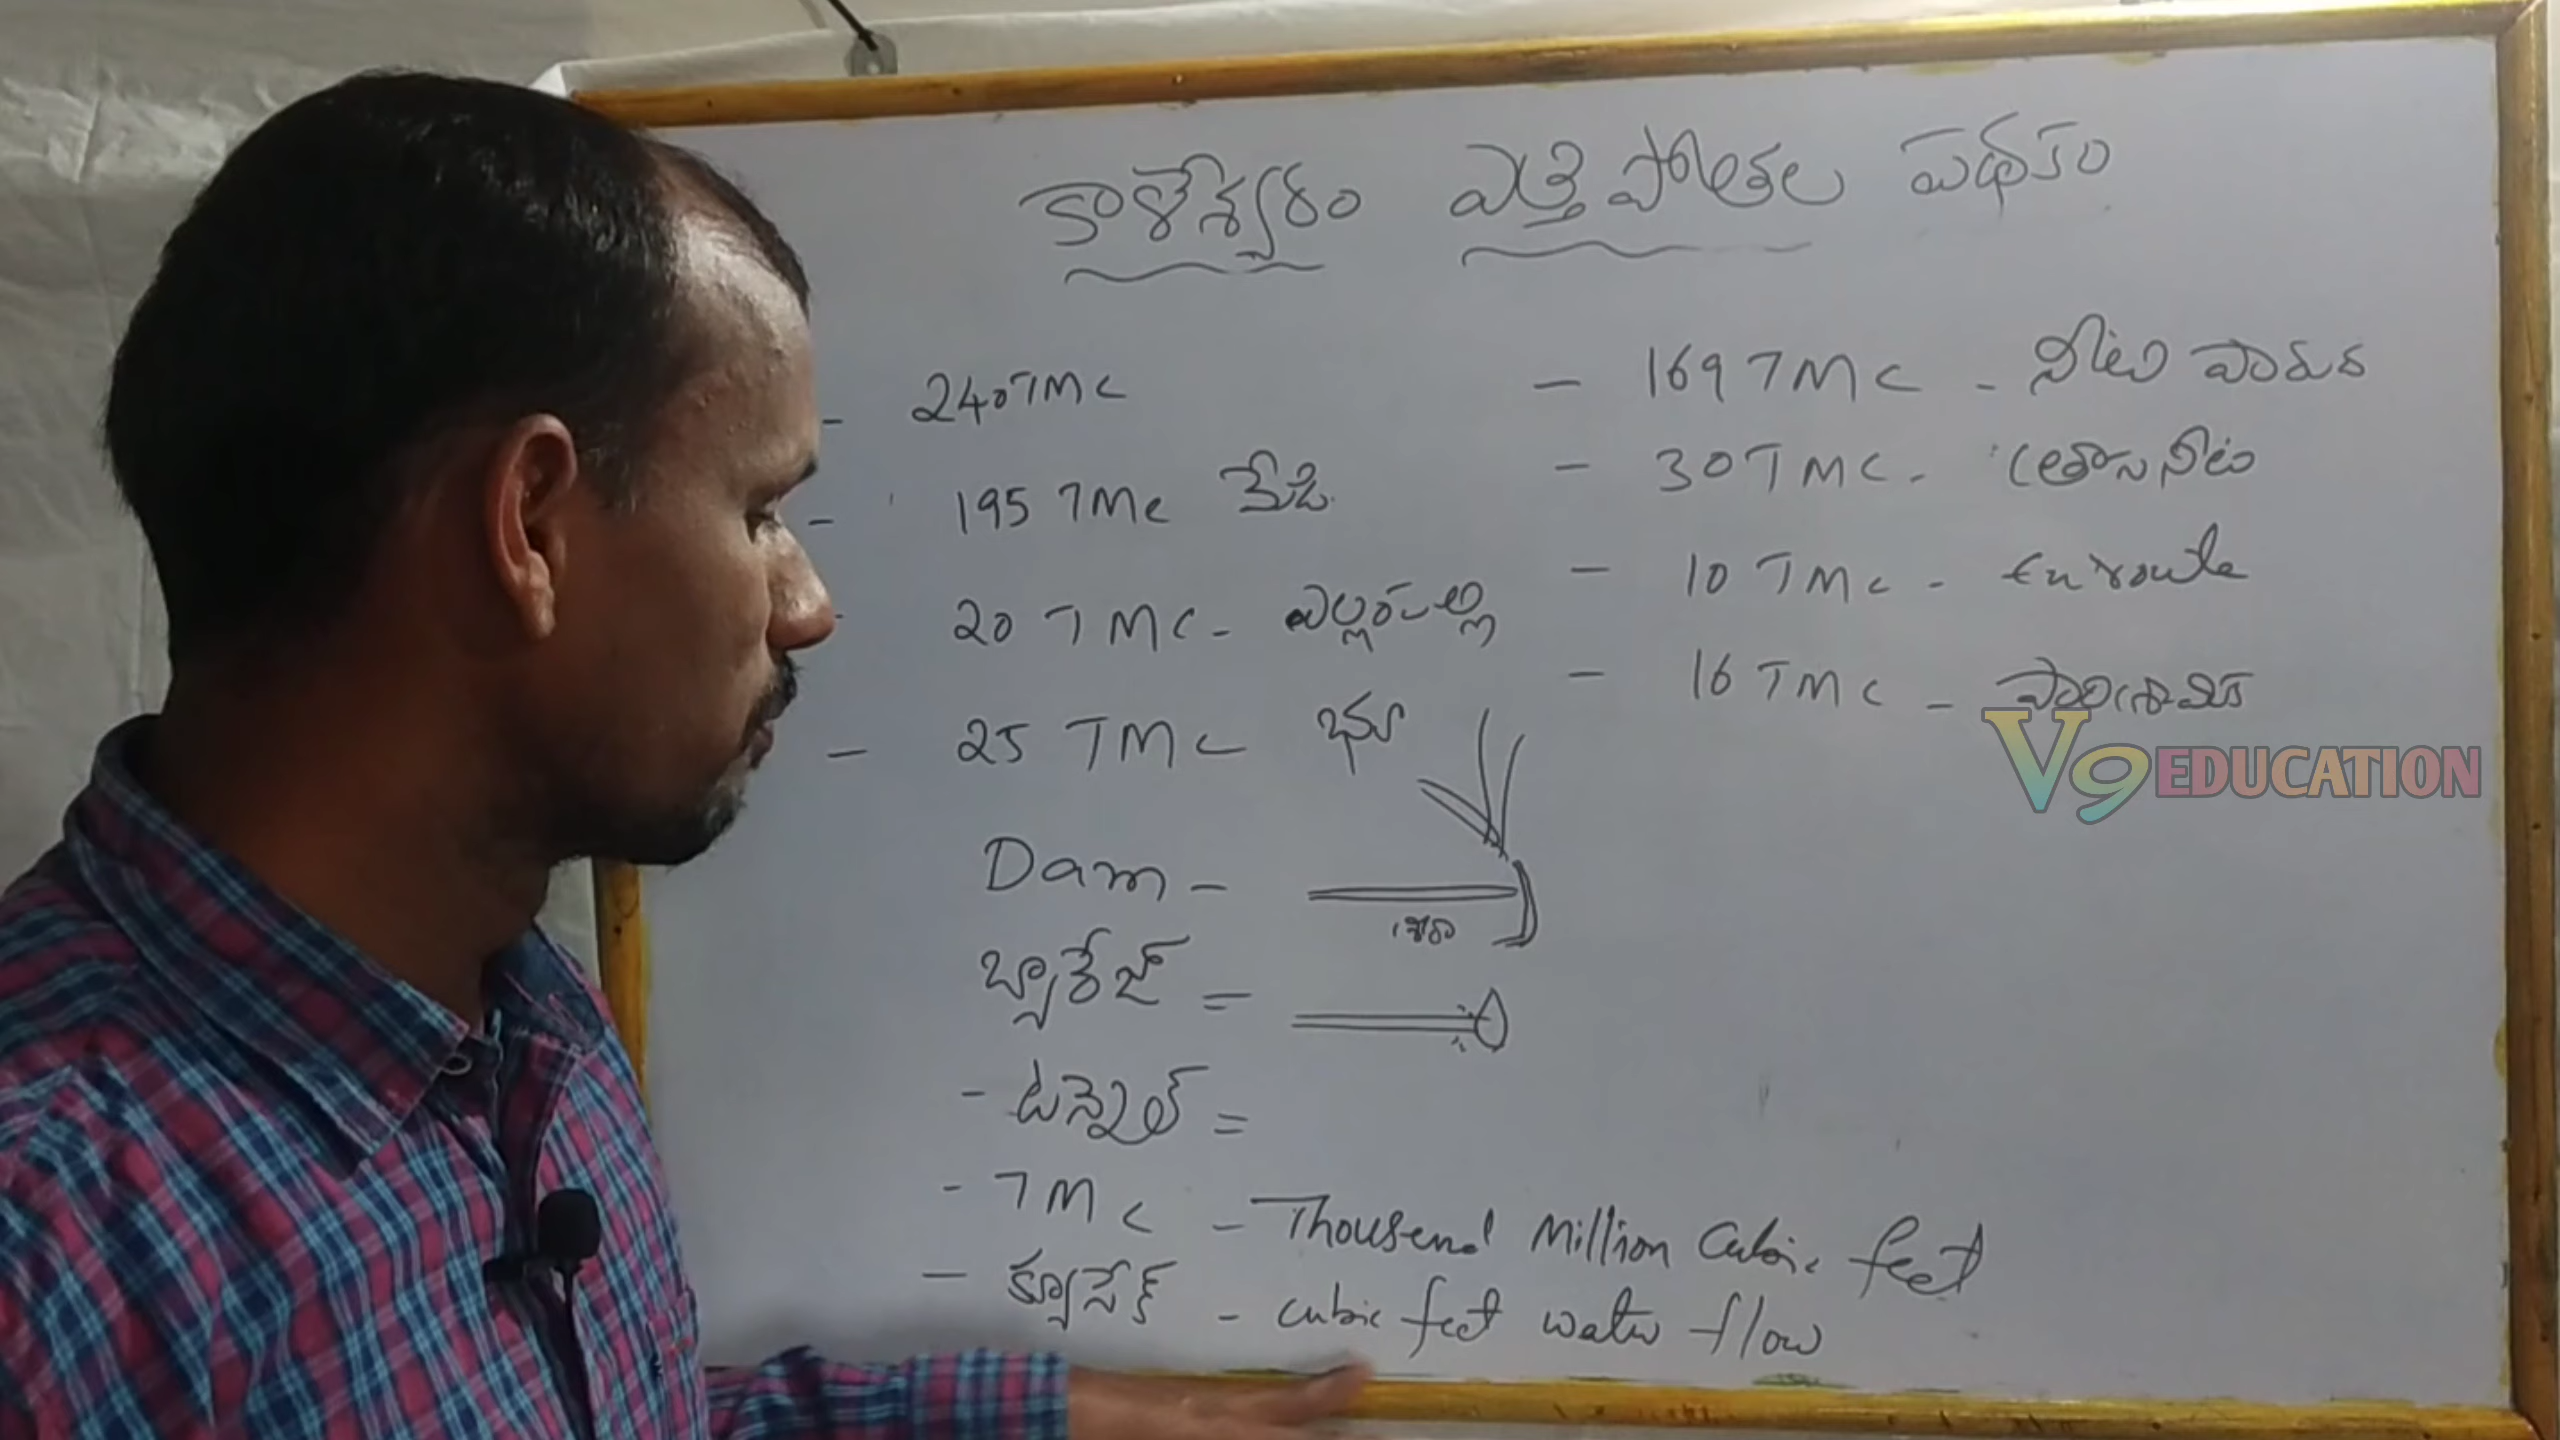 కాళేశ్వరం ఎత్తిపోతల పథకం
- 240 TMC
- 195 TMC మేడి
- 20 TMC - ఎల్లంపల్లి
- 25 TMC భూ
- 169 TMC - నీటి పారుద
- 30 TMC - త్రాగునీటి
- 10 TMC - Enroute
- 16 TMC - పారిశ్రామిక
V9 EDUCATION
Dam -
బ్యారేజ్ =
- టన్నెల్ =
- TMC - Thousend Million Cubic feet
- క్యూసెక్ - cubic feet water flow